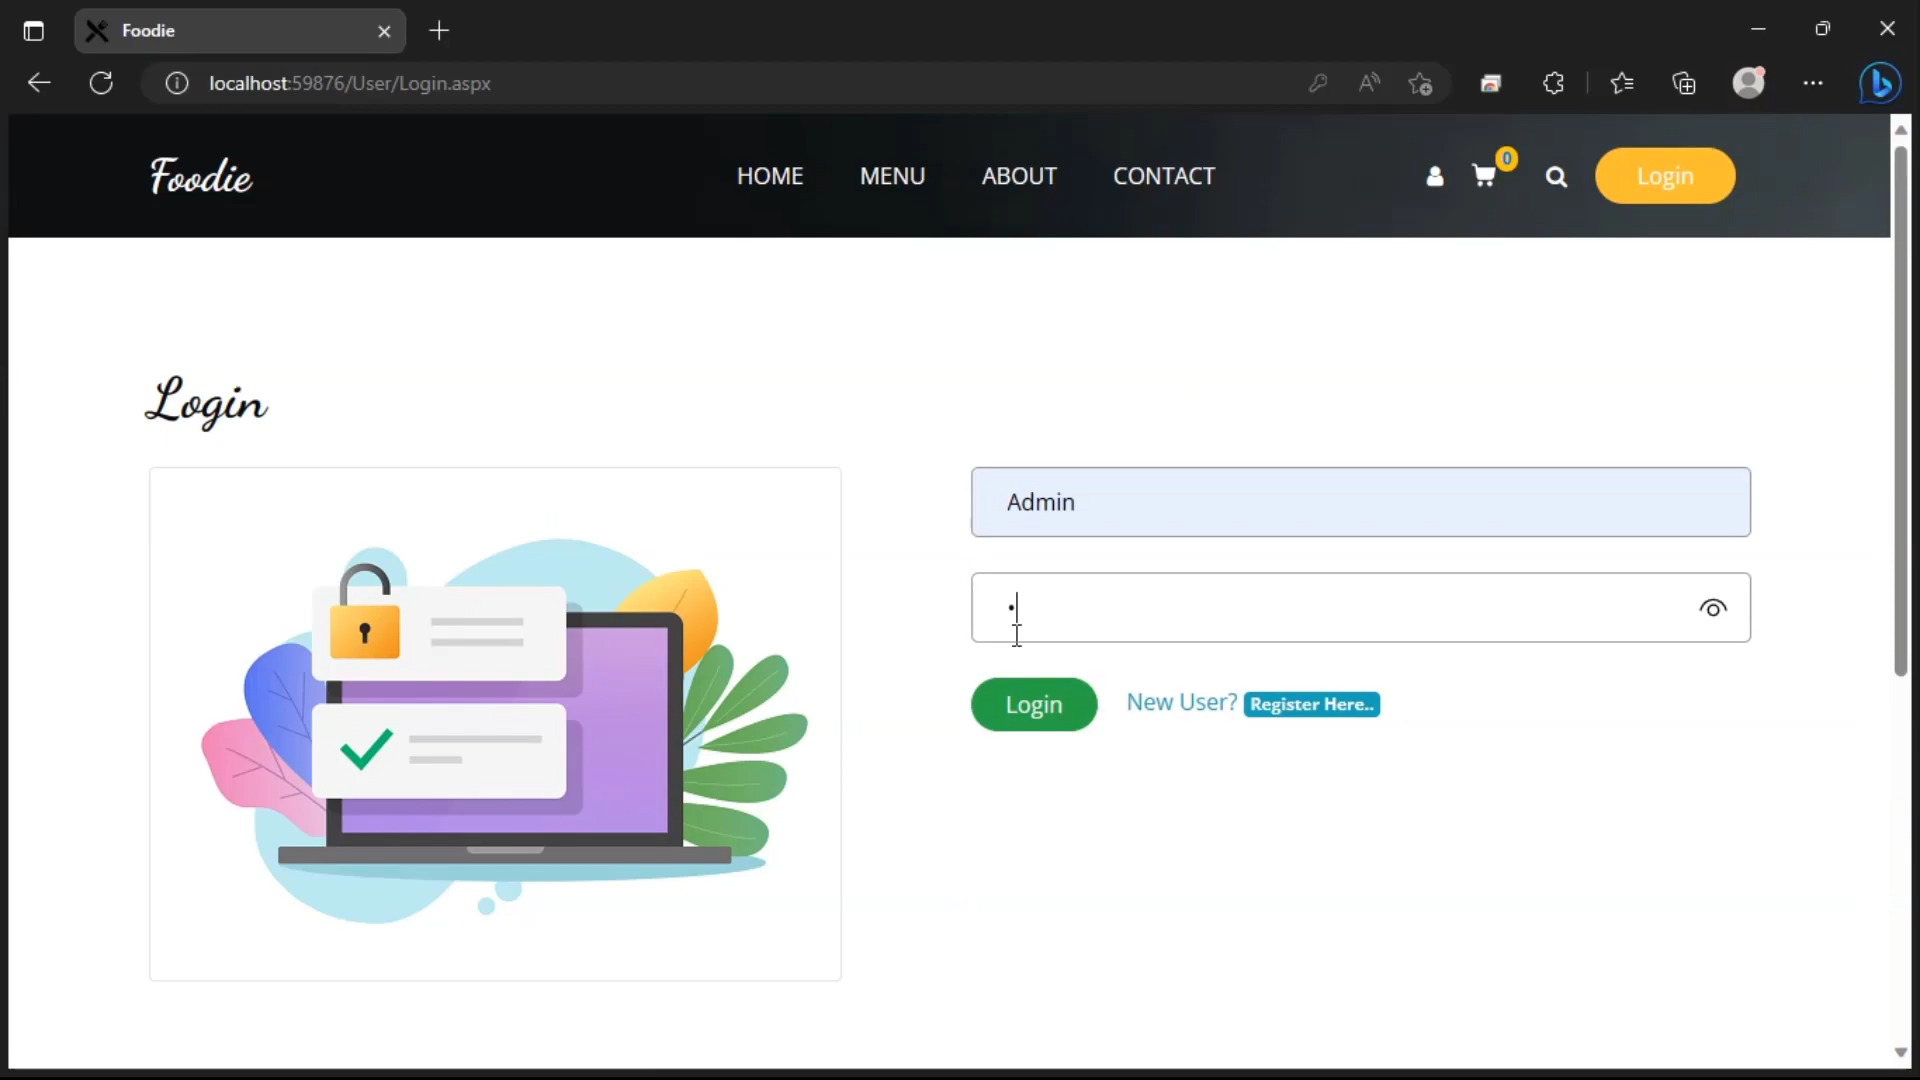 Foodie
localhost:59876/User/Login.aspx
Foodie
HOME
MENU
ABOUT
CONTACT
0
Login
Login
Admin
Login
New User? Register Here..